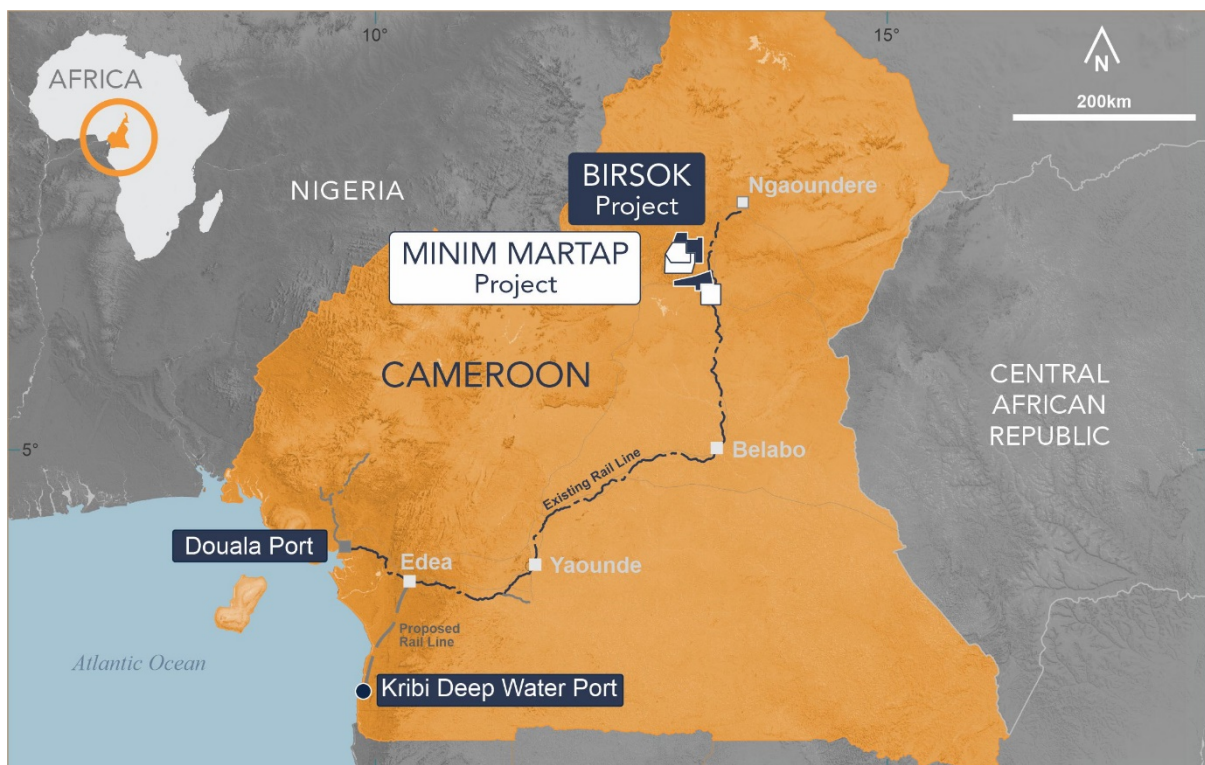 10°
15°
AFRICA
N
200km
NIGERIA
BIRSOK
Project
Ngaoundere
MINIM MARTAP
Project
CAMEROON
CENTRAL
AFRICAN
REPUBLIC
5°
Belabo
Existing Rail Line
Douala Port
Edea
Yaounde
Proposed
Rail Line
Atlantic Ocean
Kribi Deep Water Port